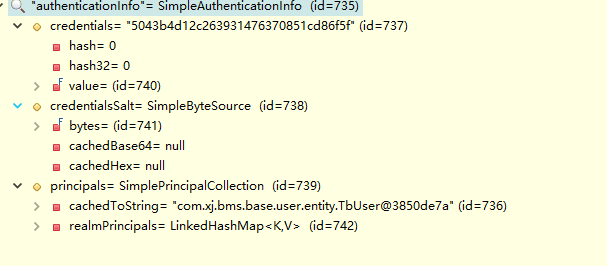 "authenticationInfo"= SimpleAuthenticationInfo (id=735)
credentials= "5043b4d12c263931476370851cd86f5f" (id=737)
hash= 0
hash32= 0
F value= (id=740)
credentialsSalt= SimpleByteSource (id=738)
F bytes= (id=741)
cachedBase64= null
cachedHex= null
principals= SimplePrincipalCollection (id=739)
cachedToString= "com.xj.bms.base.user.entity.TbUser@3850de7a" (id=736)
realmPrincipals= LinkedHashMap<K,V> (id=742)